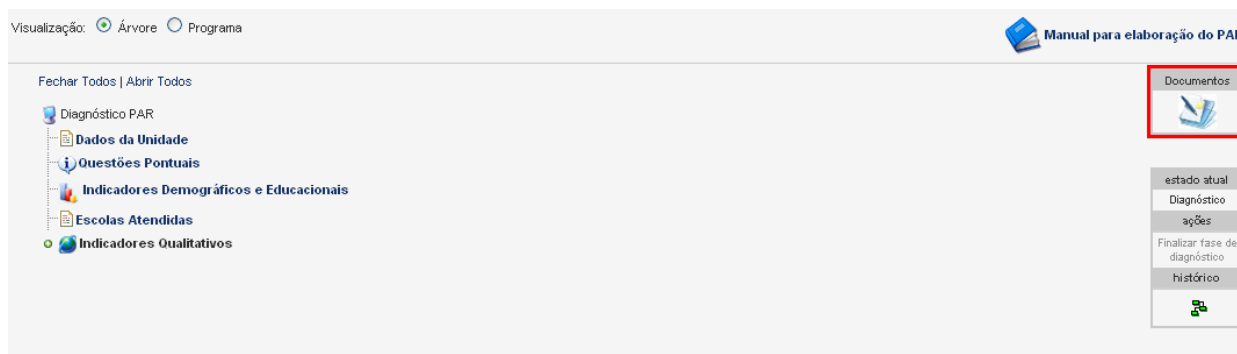 Visualização: Árvore Programa
Manual para elaboração do PAR
Fechar Todos | Abrir Todos
Diagnóstico PAR
Dados da Unidade
Questões Pontuais
Indicadores Demográficos e Educacionais
Escolas Atendidas
Indicadores Qualitativos
Documentos
estado atual
Diagnóstico
ações
Finalizar fase de
diagnóstico
histórico